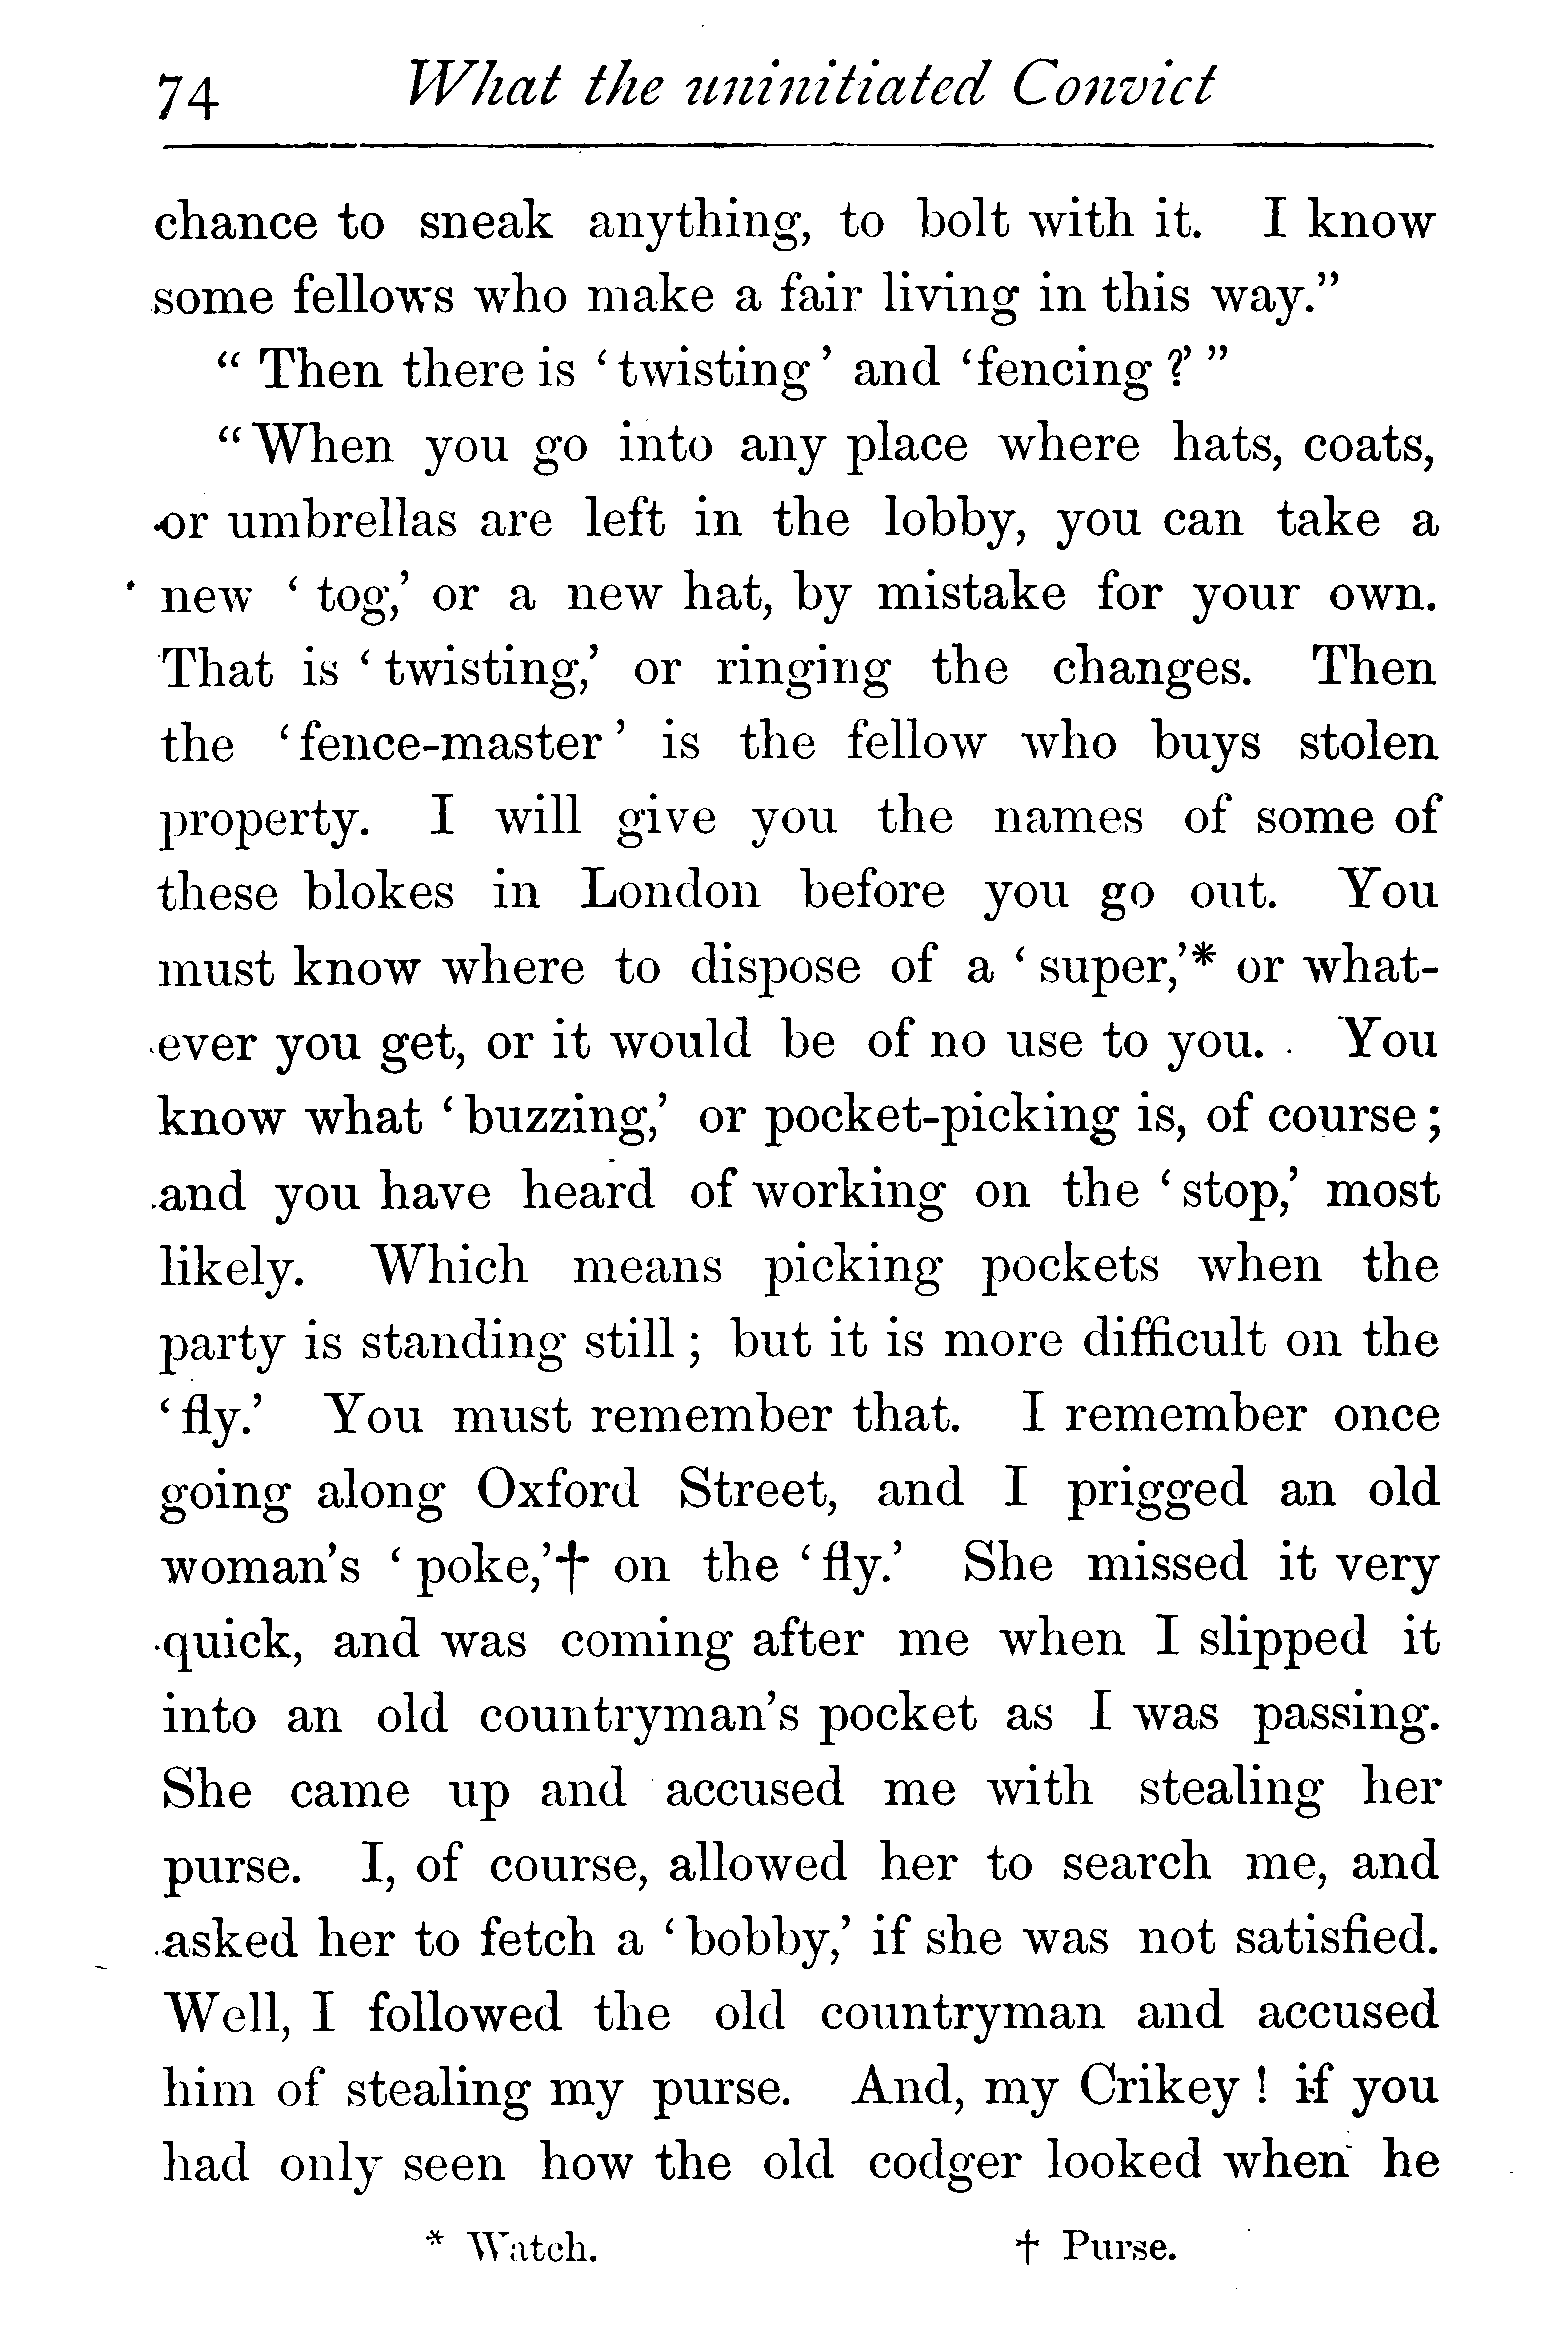 74 What the uninitiated Convict
chance to sneak anything, to bolt with it. I know
some fellows who make a fair living in this way."
" Then there is ' twisting ' and 'fencing ?' "
" When you go into any place where hats, coats,
or umbrellas are left in the lobby, you can take a
new ' tog,' or a new hat, by mistake for your own.
That is ' twisting,' or ringing the changes. Then
the ' fence-master ' is the fellow who buys stolen
property. I will give you the names of some of
these blokes in London before you go out. You
must know where to dispose of a ' super,'* or what-
ever you get, or it would be of no use to you. You
know what ' buzzing,' or pocket-picking is, of course ;
and you have heard of working on the ' stop,' most
likely. Which means picking pockets when the
party is standing still ; but it is more difficult on the
' fly.' You must remember that. I remember once
going along Oxford Street, and I prigged an old
woman's ' poke,'† on the ' fly.' She missed it very
quick, and was coming after me when I slipped it
into an old countryman's pocket as I was passing.
She came up and accused me with stealing her
purse. I, of course, allowed her to search me, and
asked her to fetch a ' bobby,' if she was not satisfied.
Well, I followed the old countryman and accused
him of stealing my purse. And, my Crikey ! if you
had only seen how the old codger looked when he
* Watch. † Purse.